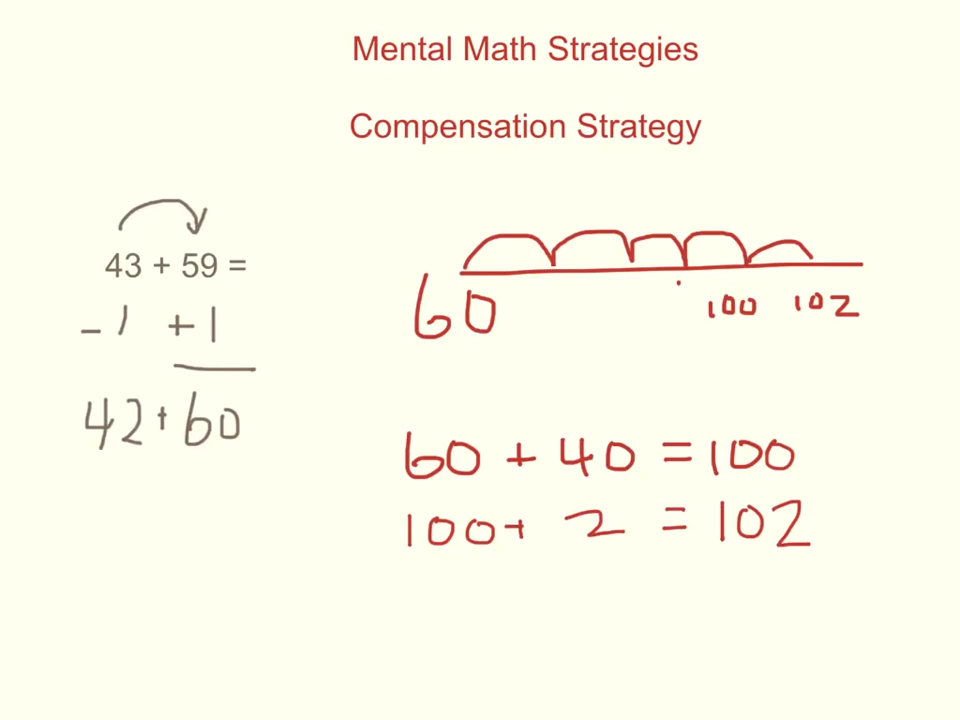 Mental Math Strategies
Compensation Strategy
43 + 59 =
- 1 + 1
42 + 60
60 100 102
60 + 40 = 100
100 + 2 = 102